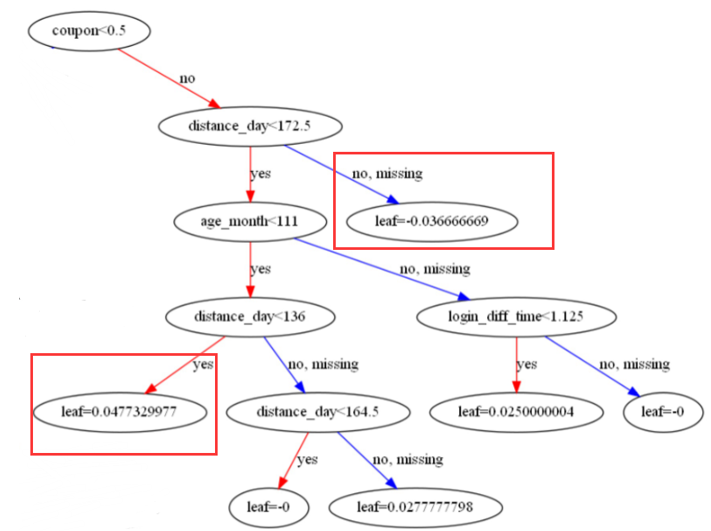 coupon<0.5
no
distance_day<172.5
yes
no, missing
age_month<111
leaf=-0.036666669
yes
no, missing
distance_day<136
login_diff_time<1.125
yes
no, missing
yes
no, missing
leaf=0.0477329977
distance_day<164.5
leaf=0.0250000004
leaf=-0
yes
no, missing
leaf=-0
leaf=0.0277777798